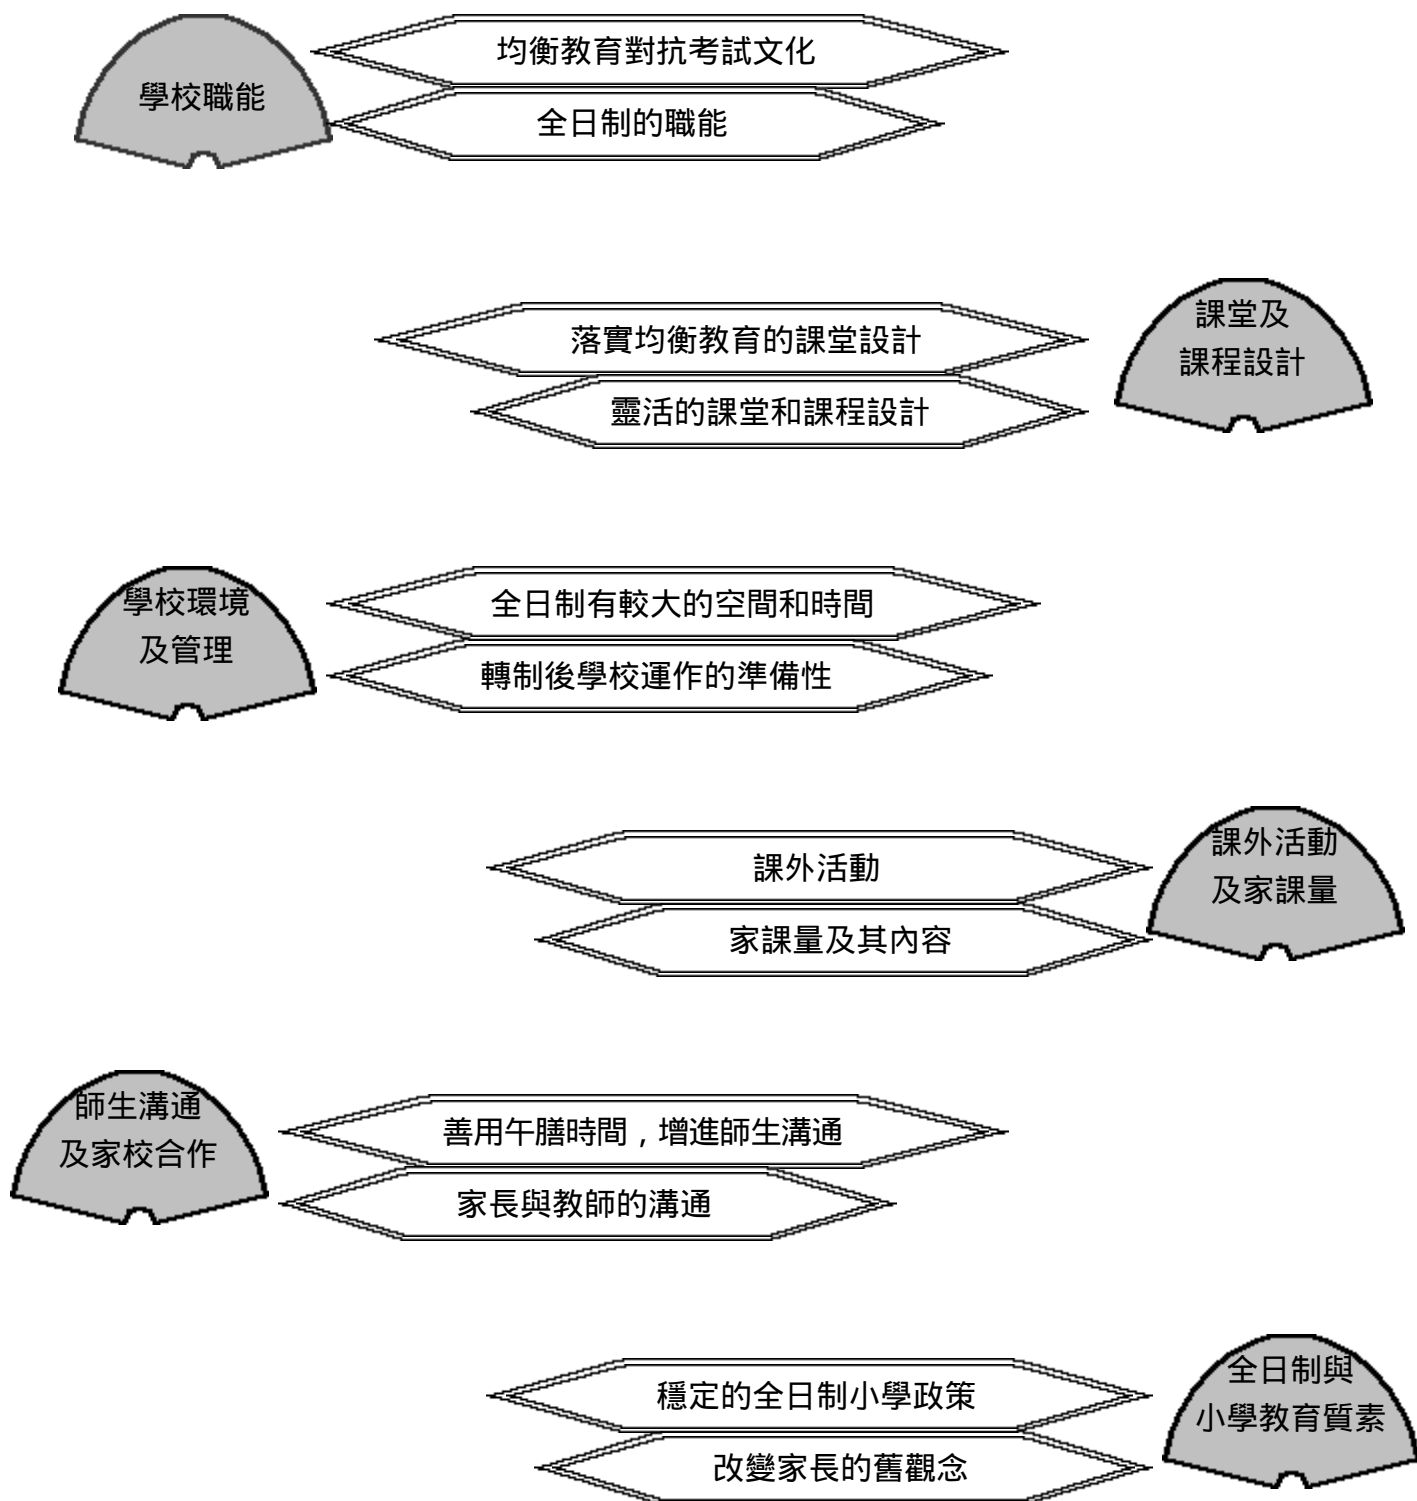 學校職能
均衡教育對抗考試文化
全日制的職能
落實均衡教育的課堂設計
靈活的課堂和課程設計
課堂及
課程設計
學校環境
及管理
全日制有較大的空間和時間
轉制後學校運作的準備性
課外活動
家課量及其內容
課外活動
及家課量
師生溝通
及家校合作
善用午膳時間，增進師生溝通
家長與教師的溝通
穩定的全日制小學政策
改變家長的舊觀念
全日制與
小學教育質素